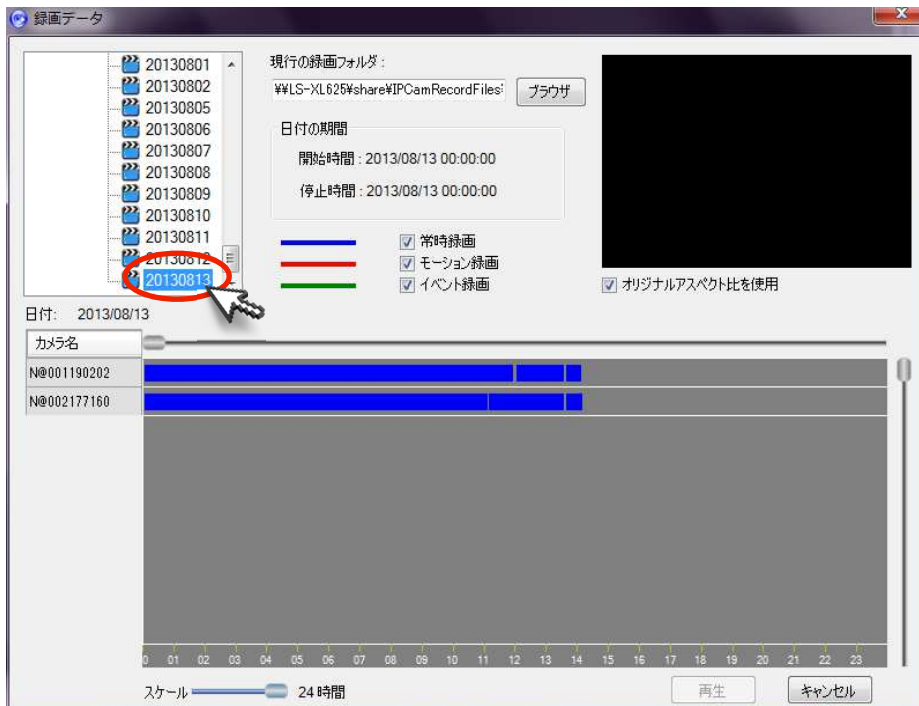 録画データ
20130801
20130802
20130805
20130806
20130807
20130808
20130809
20130810
20130811
20130812
20130813
現行の録画フォルダ :
¥¥LS-XL625¥share¥IPCamRecordFiles¥
ブラウザ
日付の期間
開始時間 : 2013/08/13 00:00:00
停止時間 : 2013/08/13 00:00:00
常時録画
モーション録画
イベント録画
オリジナルアスペクト比を使用
日付: 2013/08/13
カメラ名
N@001190202
N@002177160
0 01 02 03 04 05 06 07 08 09 10 11 12 13 14 15 16 17 18 19 20 21 22 23
スケール 24 時間
再生
キャンセル